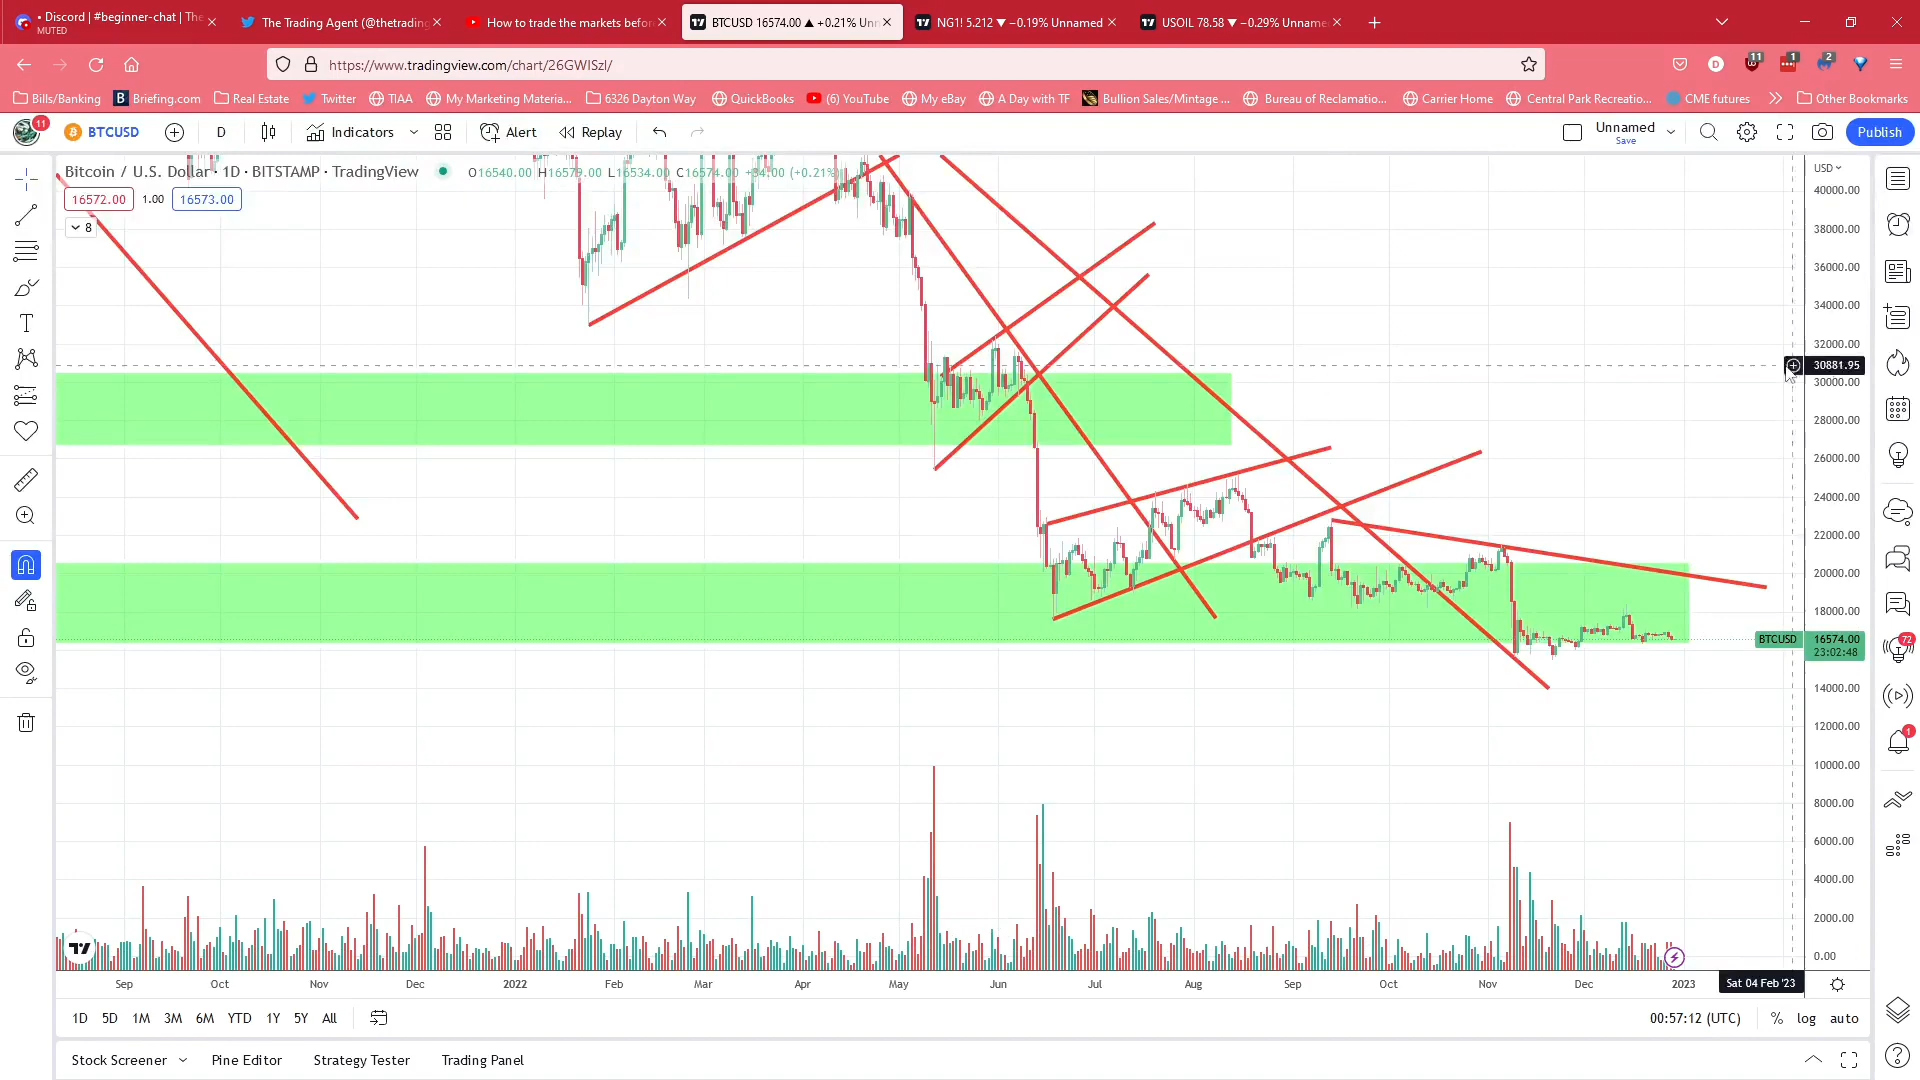 • Discord | #beginner-chat | The
MUTED
The Trading Agent (@thetrading
How to trade the markets befor
BTCUSD 16574.00 ▲ +0.21% Unn
NG1! 5.212 ▼ −0.19% Unnamed
USOIL 78.58 ▼ −0.29% Unname
https://www.tradingview.com/chart/26GWISzl/
11
1
2
Bills/Banking
Briefing.com
Real Estate
Twitter
TIAA
My Marketing Materia...
6326 Dayton Way
QuickBooks
(6) YouTube
My eBay
A Day with TF
Bullion Sales/Mintage ...
Bureau of Reclamatio...
Carrier Home
Central Park Recreatio...
CME futures
Other Bookmarks
11
BTCUSD
D
Indicators
Alert
Replay
Unnamed
Save
Publish
Bitcoin / U.S. Dollar · 1D · BITSTAMP · TradingView
O16540.00 H16579.00 L16534.00 C16574.00 +34.00 (+0.21%)
USD
16572.00 1.00 16573.00
8
40000.00
38000.00
36000.00
34000.00
32000.00
30881.95
30000.00
28000.00
26000.00
24000.00
22000.00
20000.00
18000.00
BTCUSD 16574.00
23:02:48
14000.00
12000.00
10000.00
8000.00
6000.00
4000.00
2000.00
0.00
72
1
Sep Oct Nov Dec 2022 Feb Mar Apr May Jun Jul Aug Sep Oct Nov Dec 2023 Sat 04 Feb '23
1D 5D 1M 3M 6M YTD 1Y 5Y All
00:57:12 (UTC) % log auto
Stock Screener Pine Editor Strategy Tester Trading Panel